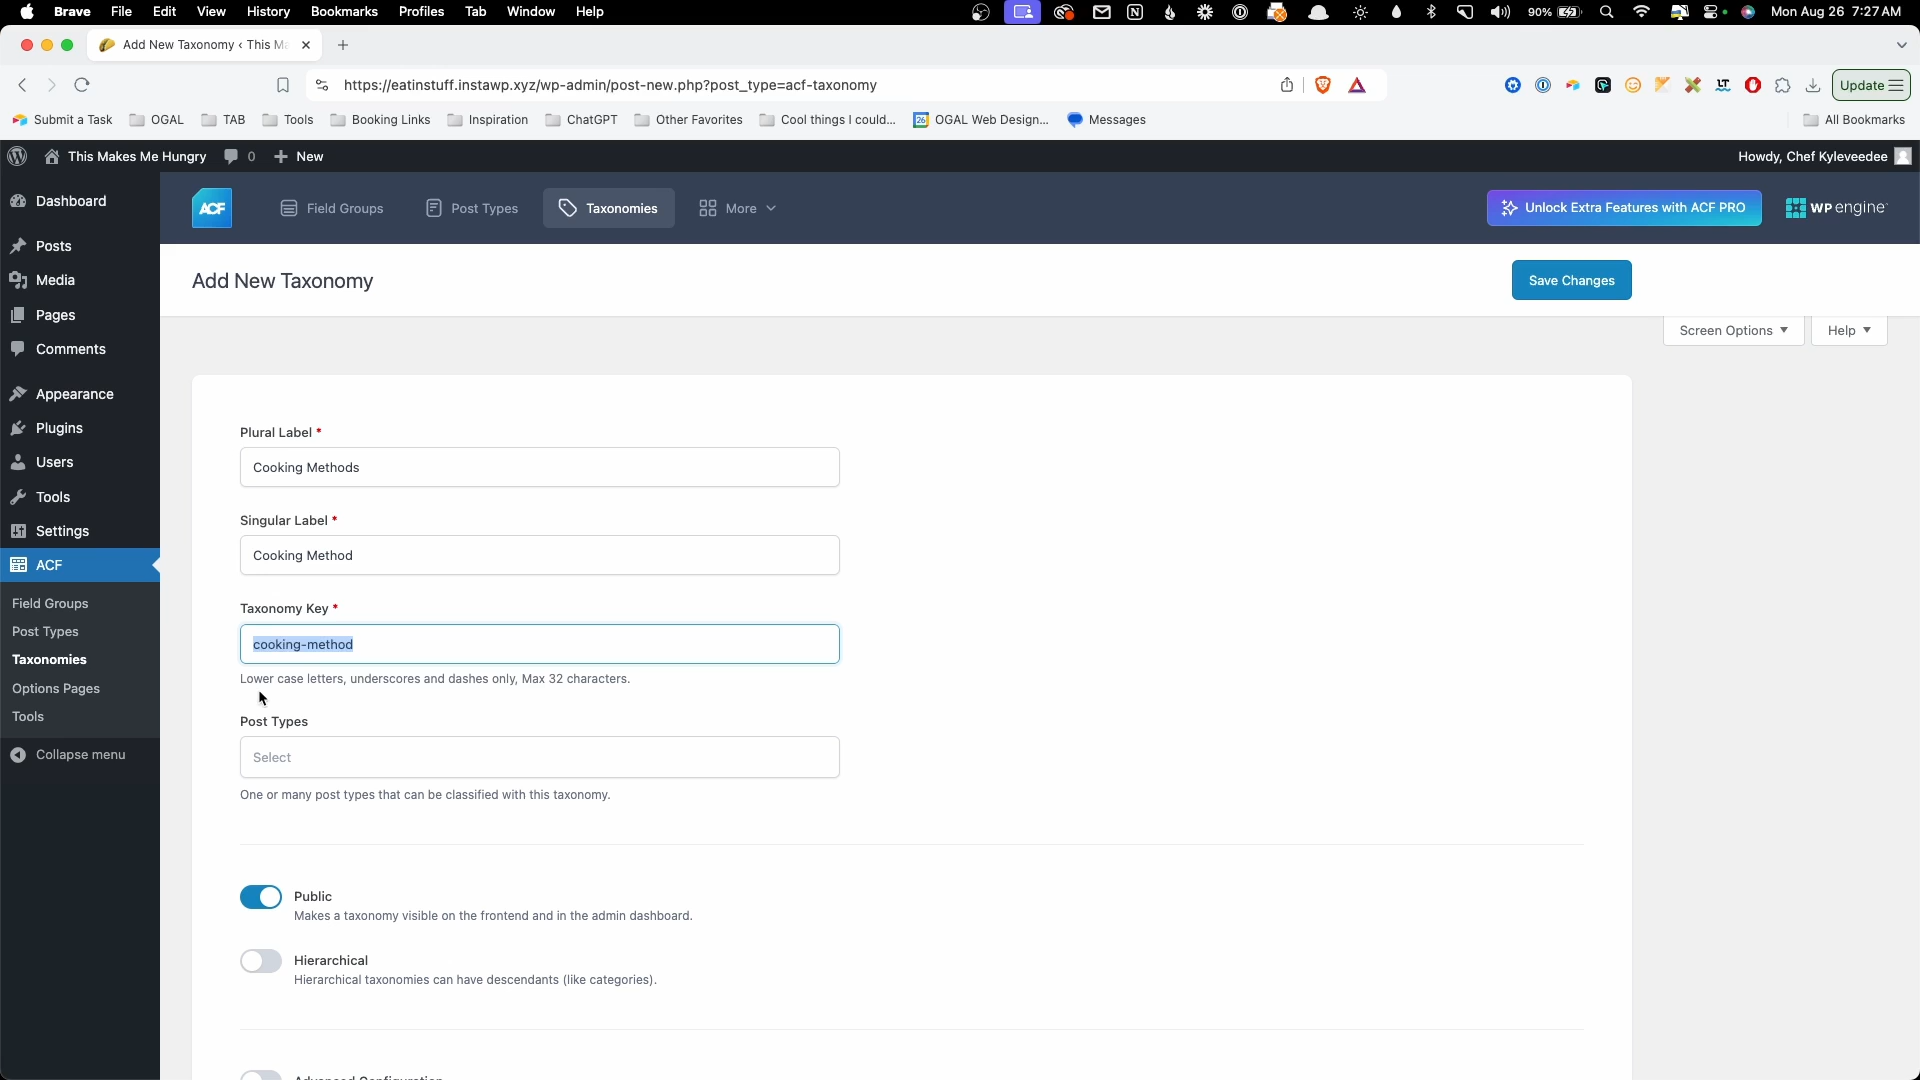 Brave File Edit View History Bookmarks Profiles Tab Window Help 90% Mon Aug 26 7:27 AM
Add New Taxonomy ‹ This Ma
https://eatinstuff.instawp.xyz/wp-admin/post-new.php?post_type=acf-taxonomy Update
Submit a Task OGAL TAB Tools Booking Links Inspiration ChatGPT Other Favorites Cool things I could... 26 OGAL Web Design... Messages All Bookmarks
This Makes Me Hungry 0 + New Howdy, Chef Kyleveedee
Dashboard
Posts
Media
Pages
Comments
Appearance
Plugins
Users
Tools
Settings
ACF
Field Groups
Post Types
Taxonomies
Options Pages
Tools
Collapse menu
ACF Field Groups Post Types Taxonomies More Unlock Extra Features with ACF PRO WP engine
Add New Taxonomy Save Changes
Screen Options Help
Plural Label *
Cooking Methods
Singular Label *
Cooking Method
Taxonomy Key *
cooking-method
Lower case letters, underscores and dashes only, Max 32 characters.
Post Types
Select
One or many post types that can be classified with this taxonomy.
Public
Makes a taxonomy visible on the frontend and in the admin dashboard.
Hierarchical
Hierarchical taxonomies can have descendants (like categories).
Advanced Configuration